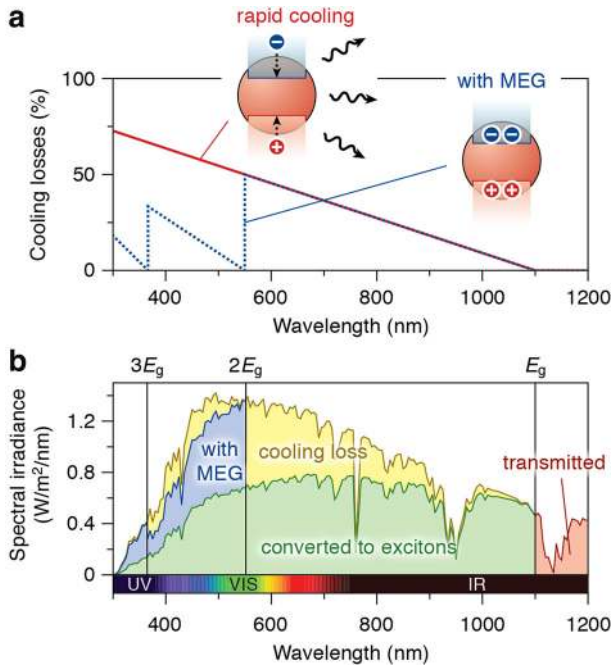 a
rapid cooling
with MEG
− − −
+ + +
Cooling losses (%)
100
50
0
400 600 800 1000 1200
Wavelength (nm)
b
3Eg 2Eg Eg
Spectral irradiance
(W/m²/nm)
1.2
0.8
0.4
0
with
MEG
cooling loss
transmitted
converted to excitons
UV VIS IR
400 600 800 1000 1200
Wavelength (nm)